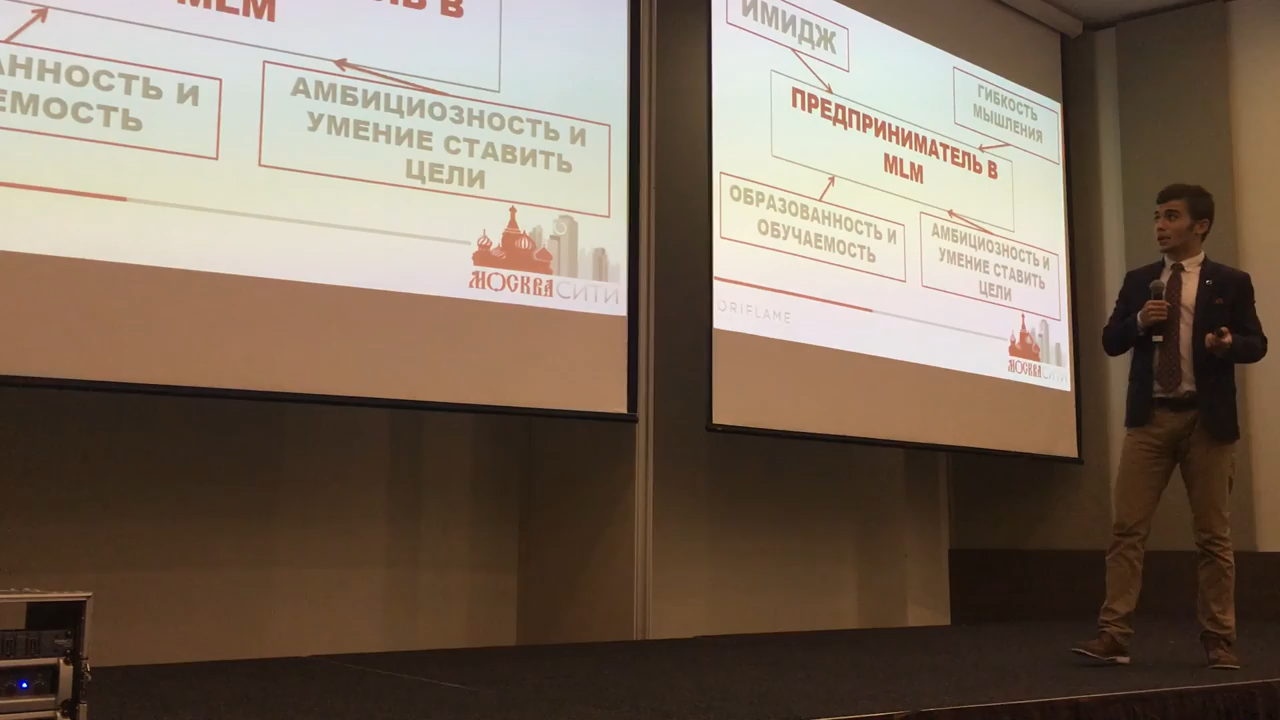 MLM
ЕМОСТЬ
АМБИЦИОЗНОСТЬ И
УМЕНИЕ СТАВИТЬ
ЦЕЛИ
МОСКВА СИТИ
ИМИДЖ
ГИБКОСТЬ
МЫШЛЕНИЯ
ПРЕДПРИНИМАТЕЛЬ В
MLM
ОБРАЗОВАННОСТЬ И
ОБУЧАЕМОСТЬ
АМБИЦИОЗНОСТЬ И
УМЕНИЕ СТАВИТЬ
ЦЕЛИ
ORIFLAME
МОСКВА СИТИ